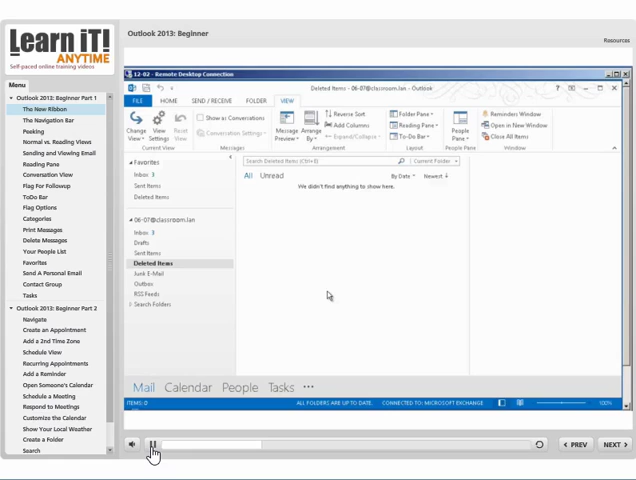 Learn iT!
ANYTIME
Self-paced online training videos
Outlook 2013: Beginner
Resources
Menu
Outlook 2013: Beginner Part 1
The New Ribbon
The Navigation Bar
Peeking
Normal vs. Reading Views
Sending and Viewing Email
Reading Pane
Conversation View
Flag For Followup
ToDo Bar
Flag Options
Categories
Print Messages
Delete Messages
Your People List
Favorites
Send A Personal Email
Contact Group
Tasks
Outlook 2013: Beginner Part 2
Navigate
Create an Appointment
Add a 2nd Time Zone
Schedule View
Recurring Appointments
Add a Reminder
Open Someone's Calendar
Schedule a Meeting
Respond to Meetings
Customize the Calendar
Show Your Local Weather
Create a Folder
Search
12-02 - Remote Desktop Connection
Deleted Items - 06-07@classroom.lan - Outlook
FILE HOME SEND / RECEIVE FOLDER VIEW
Change View
View Settings
Reset View
Current View
Show as Conversations
Conversation Settings
Messages
Message Preview
Arrange By
Reverse Sort
Add Columns
Expand/Collapse
Arrangement
Folder Pane
Reading Pane
To-Do Bar
Layout
People Pane
People Pane
Reminders Window
Open in New Window
Close All Items
Window
Favorites
Inbox 3
Sent Items
Deleted Items
06-07@classroom.lan
Inbox 3
Drafts
Sent Items
Deleted Items
Junk E-Mail
Outbox
RSS Feeds
Search Folders
Search Deleted Items (Ctrl+E) Current Folder
All Unread By Date Newest
We didn't find anything to show here.
Mail Calendar People Tasks •••
ITEMS: 0 ALL FOLDERS ARE UP TO DATE. CONNECTED TO: MICROSOFT EXCHANGE 100%
PREV NEXT